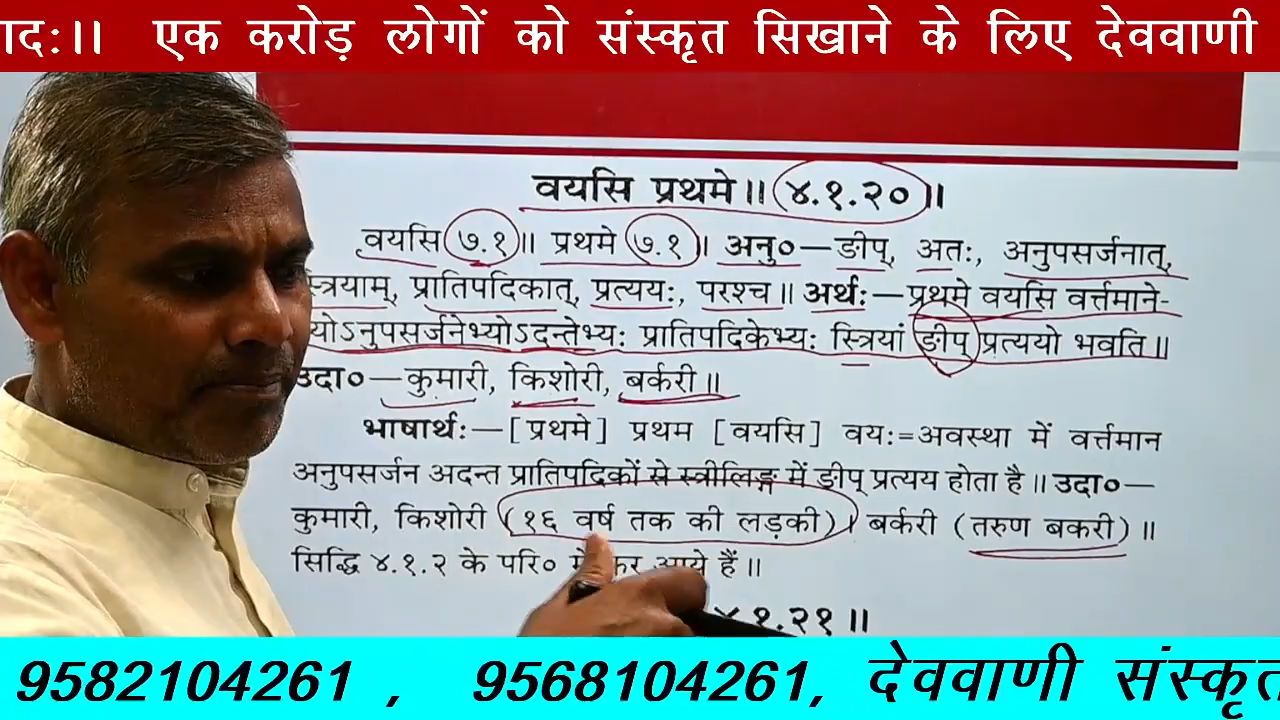 एक करोड़ लोगों को संस्कृत सिखाने के लिए देववाणी
वयसि प्रथमे॥ ४.१.२०॥
वयसि ७.१॥ प्रथमे ७.१॥ अनु०—ङीप्, अतः, अनुपसर्जनात्,
स्त्रियाम्, प्रातिपदिकात्, प्रत्ययः, परश्च॥ अर्थः—प्रथमे वयसि वर्त्तमाने-
योऽनुपसर्जनेभ्योऽदन्तेभ्यः प्रातिपदिकेभ्यः स्त्रियां ङीप् प्रत्ययो भवति॥
उदा०—कुमारी, किशोरी, बर्करी॥
भाषार्थः—[प्रथमे] प्रथम [वयसि] वयः=अवस्था में वर्त्तमान
अनुपसर्जन अदन्त प्रातिपदिकों से स्त्रीलिङ्ग में ङीप् प्रत्यय होता है॥ उदा०—
कुमारी, किशोरी (१६ वर्ष तक की लड़की)। बर्करी (तरुण बकरी)॥
सिद्धि ४.१.२ के परि० में कर आये हैं॥
४.१.२१॥
9582104261 , 9568104261, देववाणी संस्कृत